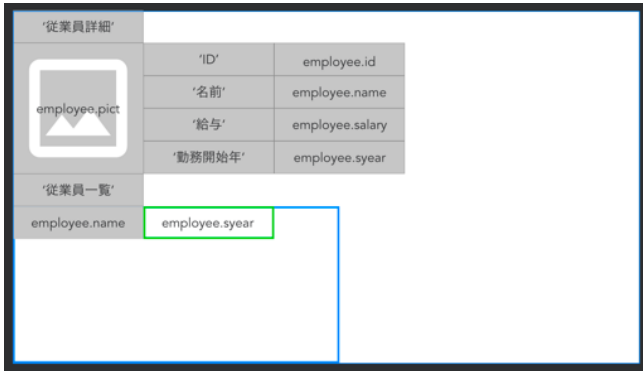 '従業員詳細'
employee.pict
'ID'
employee.id
'名前'
employee.name
'給与'
employee.salary
'勤務開始年'
employee.syear
'従業員一覧'
employee.name
employee.syear